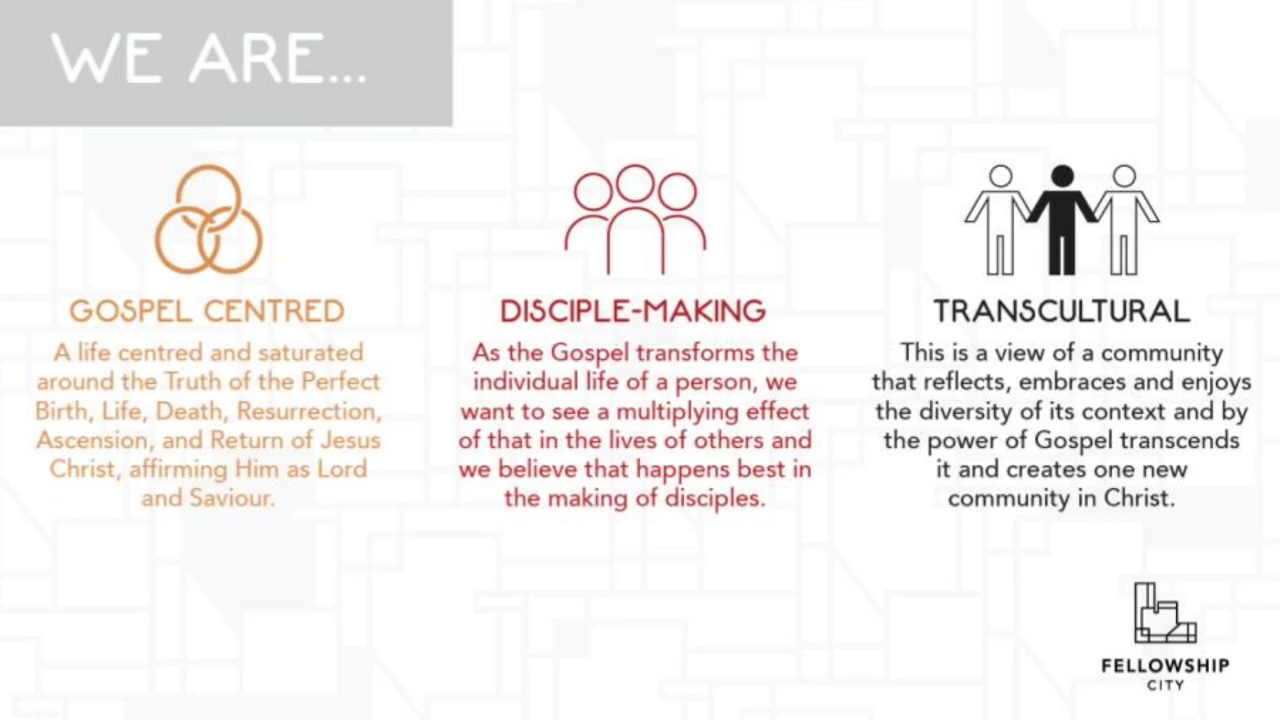 WE ARE...
GOSPEL CENTRED
A life centred and saturated
around the Truth of the Perfect
Birth, Life, Death, Resurrection,
Ascension, and Return of Jesus
Christ, affirming Him as Lord
and Saviour.
DISCIPLE-MAKING
As the Gospel transforms the
individual life of a person, we
want to see a multiplying effect
of that in the lives of others and
we believe that happens best in
the making of disciples.
TRANSCULTURAL
This is a view of a community
that reflects, embraces and enjoys
the diversity of its context and by
the power of Gospel transcends
it and creates one new
community in Christ.
FELLOWSHIP
CITY